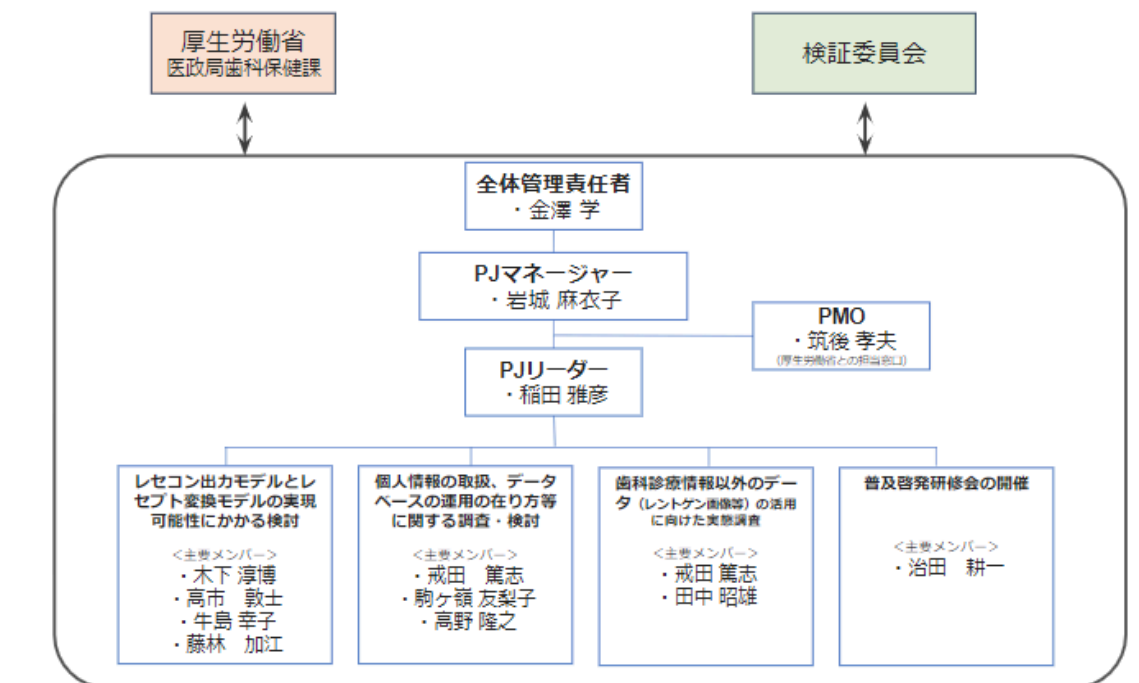 厚生労働省
医政局歯科保健課
検証委員会
全体管理責任者
・金澤 学
PJマネージャー
・岩城 麻衣子
PMO
・筑後 孝夫
(厚生労働省との担当窓口)
PJリーダー
・稲田 雅彦
レセコン出力モデルとレ
セプト変換モデルの実現
可能性にかかる検討
<主要メンバー>
・木下 淳博
・高市 敦士
・牛島 幸子
・藤林 加江
個人情報の取扱、データ
ベースの運用の在り方等
に関する調査・検討
<主要メンバー>
・戒田 篤志
・駒ヶ嶺 友梨子
・高野 隆之
歯科診療情報以外のデー
タ（レントゲン画像等）の活用
に向けた実態調査
<主要メンバー>
・戒田 篤志
・田中 昭雄
普及啓発研修会の開催
<主要メンバー>
・治田 耕一